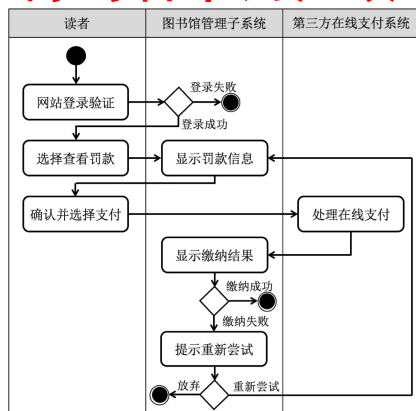 读者 图书馆管理子系统 第三方在线支付系统
网站登录验证
登录失败
登录成功
选择查看罚款 显示罚款信息
确认并选择支付 处理在线支付
显示缴纳结果
缴纳成功
缴纳失败
提示重新尝试
放弃 重新尝试